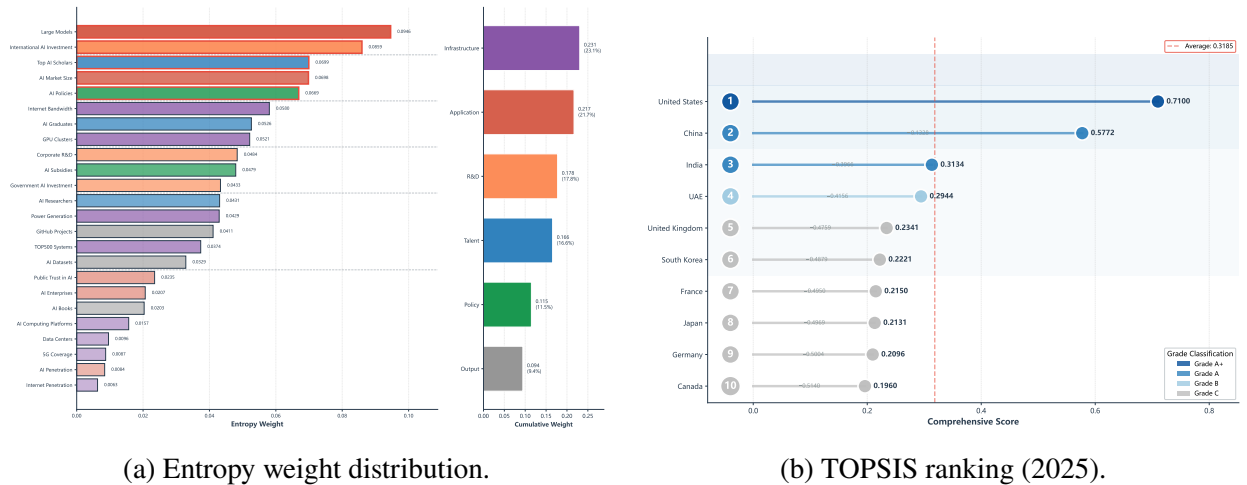 Large Models 0.0946
International AI Investment 0.0859
Top AI Scholars 0.0699
AI Market Size 0.0698
AI Policies 0.0669
Internet Bandwidth 0.0580
AI Graduates 0.0526
GPU Clusters 0.0521
Corporate R&D 0.0484
AI Subsidies 0.0479
Government AI Investment 0.0433
AI Researchers 0.0431
Power Generation 0.0429
GitHub Projects 0.0411
TOP500 Systems 0.0374
AI Datasets 0.0329
Public Trust in AI 0.0235
AI Enterprises 0.0207
AI Books 0.0203
AI Computing Platforms 0.0157
Data Centers 0.0096
5G Coverage 0.0087
AI Penetration 0.0084
Internet Penetration 0.0063
0.00 0.02 0.04 0.06 0.08 0.10
Entropy Weight
Infrastructure 0.231
(23.1%)
Application 0.217
(21.7%)
R&D 0.178
(17.8%)
Talent 0.166
(16.6%)
Policy 0.115
(11.5%)
Output 0.094
(9.4%)
0.00 0.05 0.10 0.15 0.20 0.25
Cumulative Weight
(a) Entropy weight distribution.
Average: 0.3185
United States 1 0.7100
China 2 0.5772
India 3 0.3134
UAE 4 −0.4156 0.2944
United Kingdom 5 −0.4759 0.2341
South Korea 6 −0.4879 0.2221
France 7 −0.4950 0.2150
Japan 8 0.2131
Germany 9 0.2096
Canada 10 −0.5140 0.1960
Grade Classification
Grade A+
Grade A
Grade B
Grade C
0.0 0.2 0.4 0.6 0.8
Comprehensive Score
(b) TOPSIS ranking (2025).